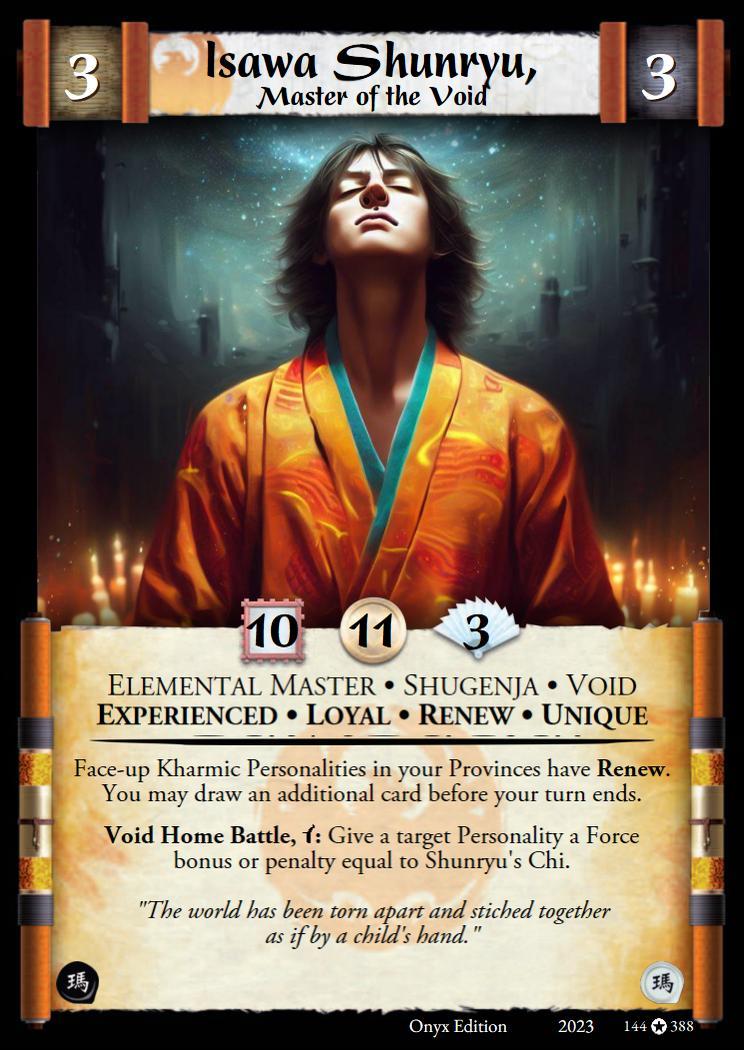 3
Isawa Shunryu,
Master of the Void
3
10 11 3
Elemental Master • Shugenja • Void
Experienced • Loyal • Renew • Unique
Face-up Kharmic Personalities in your Provinces have Renew.
You may draw an additional card before your turn ends.
Void Home Battle, : Give a target Personality a Force
bonus or penalty equal to Shunryu's Chi.
"The world has been torn apart and stiched together
as if by a child's hand."
瑪 瑪
Onyx Edition 2023 144 388